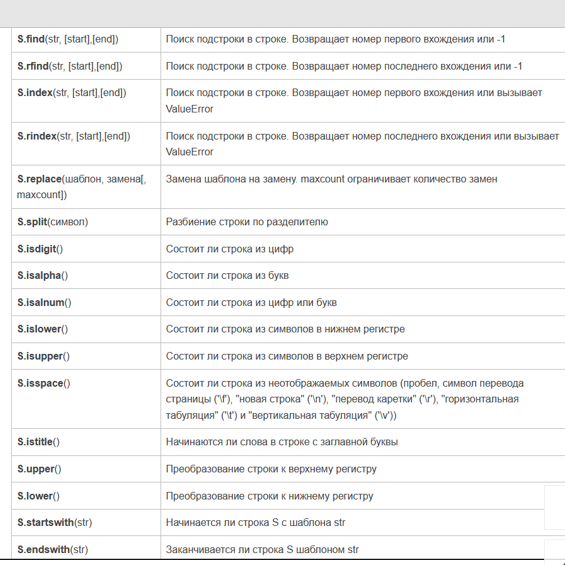 S.find(str, [start],[end]) Поиск подстроки в строке. Возвращает номер первого вхождения или -1
S.rfind(str, [start],[end]) Поиск подстроки в строке. Возвращает номер последнего вхождения или -1
S.index(str, [start],[end]) Поиск подстроки в строке. Возвращает номер первого вхождения или вызывает
ValueError
S.rindex(str, [start],[end]) Поиск подстроки в строке. Возвращает номер последнего вхождения или вызывает
ValueError
S.replace(шаблон, замена[, Замена шаблона на замену. maxcount ограничивает количество замен
maxcount])
S.split(символ) Разбиение строки по разделителю
S.isdigit() Состоит ли строка из цифр
S.isalpha() Состоит ли строка из букв
S.isalnum() Состоит ли строка из цифр или букв
S.islower() Состоит ли строка из символов в нижнем регистре
S.isupper() Состоит ли строка из символов в верхнем регистре
S.isspace() Состоит ли строка из неотображаемых символов (пробел, символ перевода
страницы ('\f'), "новая строка" ('\n'), "перевод каретки" ('\r'), "горизонтальная
табуляция" ('\t') и "вертикальная табуляция" ('\v'))
S.istitle() Начинаются ли слова в строке с заглавной буквы
S.upper() Преобразование строки к верхнему регистру
S.lower() Преобразование строки к нижнему регистру
S.startswith(str) Начинается ли строка S с шаблона str
S.endswith(str) Заканчивается ли строка S шаблоном str